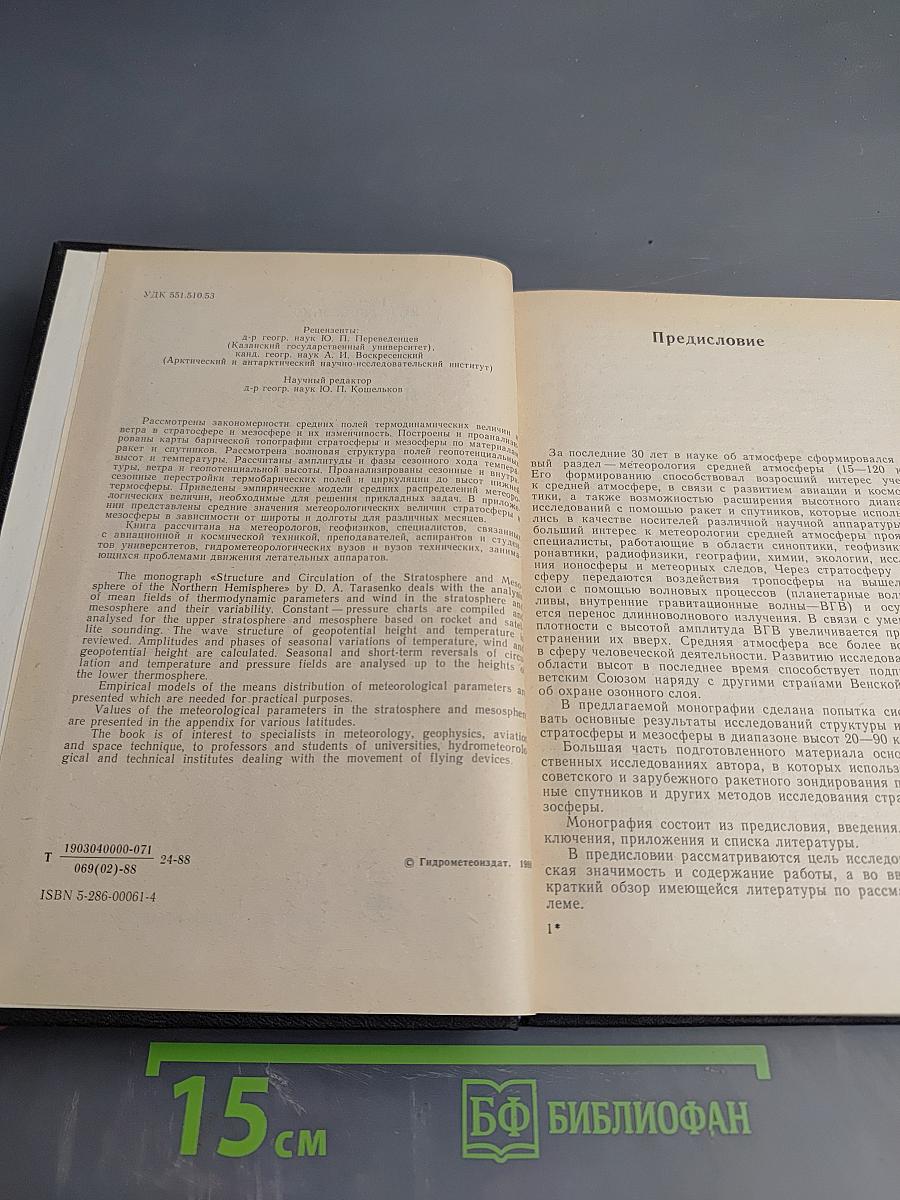 УДК 551.510.53
Рецензенты:
д-р геогр. наук Ю. П. Переведенцев
(Казанский государственный университет),
канд. геогр. наук А. И. Воскресенский
(Арктический и антарктический научно-исследовательский институт)
Научный редактор
д-р геогр. наук Ю. П. Кошельков
Рассмотрены закономерности средних полей термодинамических величин и
ветра в стратосфере и мезосфере и их изменчивость. Построены и проанализи-
рованы карты барической топографии стратосферы и мезосферы по материалам
ракет и спутников. Рассмотрена волновая структура полей геопотенциальных
высот и температуры. Рассчитаны амплитуды и фазы сезонного хода темпера-
туры, ветра и геопотенциальной высоты. Проанализированы сезонные и внутри-
сезонные перестройки термобарических полей и циркуляции до высот нижней
термосферы. Приведены эмпирические модели средних распределений метеоро-
логических величин, необходимые для решения прикладных задач. В приложе-
нии представлены средние значения метеорологических величин стратосферы и
мезосферы в зависимости от широты и долготы для различных месяцев.
Книга рассчитана на метеорологов, геофизиков, специалистов, связанных
с авиационной и космической техникой, преподавателей, аспирантов и студен-
тов университетов, гидрометеорологических вузов и вузов технических, занима-
ющихся проблемами движения летательных аппаратов.
The monograph «Structure and Circulation of the Stratosphere and Meso-
sphere of the Northern Hemisphere» by D. A. Tarasenko deals with the analysis
of mean fields of thermodynamic parameters and wind in the stratosphere and
mesosphere and their variability. Constant — pressure charts are compiled and
analysed for the upper stratosphere and mesosphere based on rocket and satel-
lite sounding. The wave structure of geopotential height and temperature is
reviewed. Amplitudes and phases of seasonal variations of temperature, wind and
geopotential height are calculated. Seasonal and short-term reversals of circu-
lation and temperature and pressure fields are analysed up to the heights of
the lower thermosphere.
Empirical models of the means distribution of meteorological parameters are
presented which are needed for practical purposes.
Values of the meteorological parameters in the stratosphere and mesosphere
are presented in the appendix for various latitudes.
The book is of interest to specialists in meteorology, geophysics, aviation
and space technique, to professors and students of universities, hydrometeorolo-
gical and technical institutes dealing with the movement of flying devices.
Т 1903040000-071 24-88
069(02)-88
© Гидрометеоиздат.
ISBN 5-286-00061-4
Предисловие
За последние 30 лет в науке об атмосфере сформировался
вый раздел — метеорология средней атмосферы (15—120
Его формированию способствовал возросший интерес уче
к средней атмосфере, в связи с развитием авиации и космо
тики, а также возможностью расширения высотного диапа
исследований с помощью ракет и спутников, которые исполь
лись в качестве носителей различной научной аппаратуры
больший интерес к метеорологии средней атмосферы проя
специалисты, работающие в области синоптики, геофизик
ронавтики, радиофизики, географии, химии, экологии, иссл
ния ионосферы и метеорных следов, Через стратосферу
сферу передаются воздействия тропосферы на вышел
слои с помощью волновых процессов (планетарные вол
ливы, внутренние гравитационные волны—ВГВ) и осу
ется перенос длинноволнового излучения. В связи с умен
плотности с высотой амплитуда ВГВ увеличивается пр
странении их вверх. Средняя атмосфера все более во
в сферу человеческой деятельности. Развитию исследова
области высот в последнее время способствует подп
ветским Союзом наряду с другими странами Венской
об охране озонного слоя.
В предлагаемой монографии сделана попытка сис
вать основные результаты исследований структуры и
стратосферы и мезосферы в диапазоне высот 20—90 к
Большая часть подготовленного материала осно
ственных исследованиях автора, в которых использ
советского и зарубежного ракетного зондирования п
ные спутников и других методов исследования стра
зосферы.
Монография состоит из предисловия, введения,
ключения, приложения и списка литературы.
В предисловии рассматриваются цель исследо
ская значимость и содержание работы, а во вв
краткий обзор имеющейся литературы по рассм
леме.
1*
15 см
БФ БИБЛИОФАН